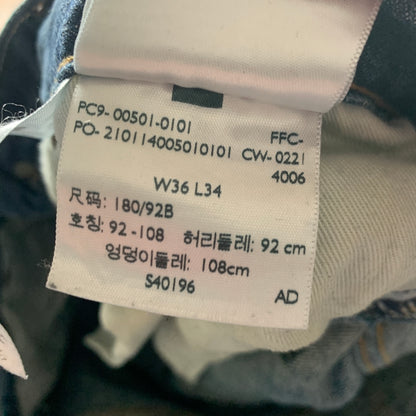 PC9- 00501-0101 FFC-
PO- 210114005010101 CW-0221
4006
W36 L34
尺码: 180/92B
호칭: 92 -108 허리둘레: 92 cm
엉덩이둘레: 108cm
S40196 AD